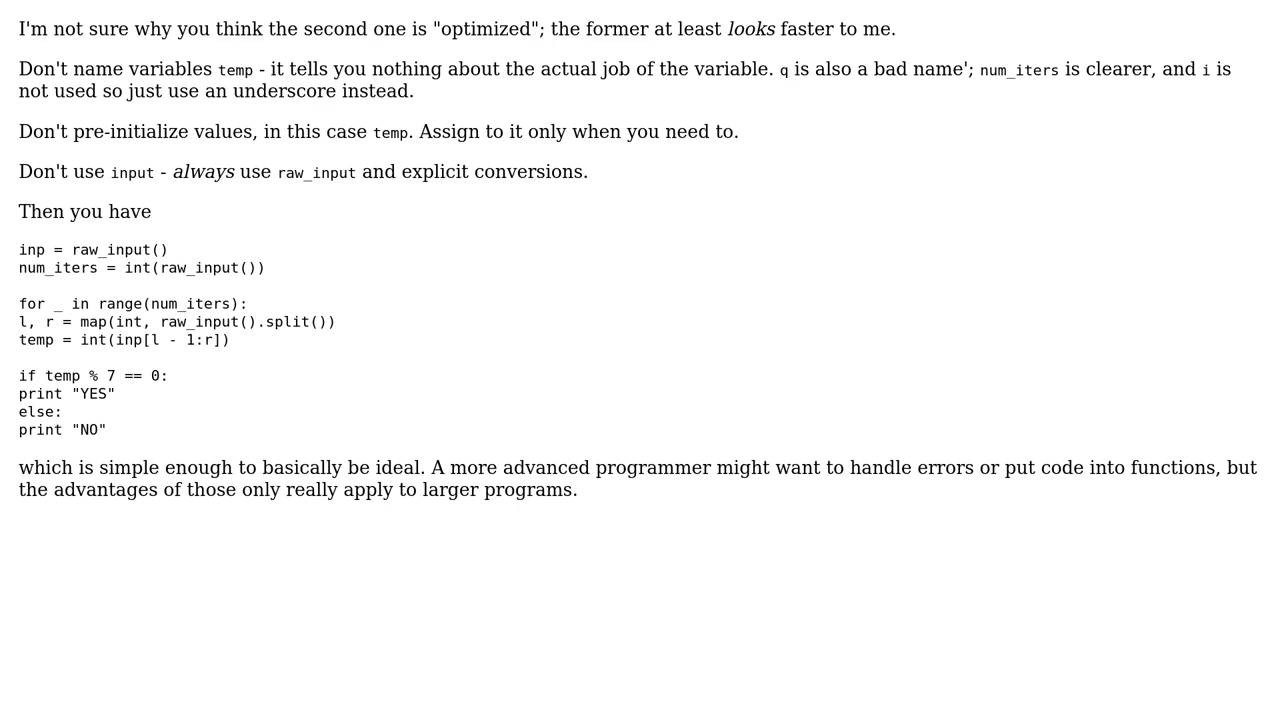 I'm not sure why you think the second one is "optimized"; the former at least looks faster to me.
Don't name variables temp - it tells you nothing about the actual job of the variable. q is also a bad name'; num_iters is clearer, and i is
not used so just use an underscore instead.
Don't pre-initialize values, in this case temp. Assign to it only when you need to.
Don't use input - always use raw_input and explicit conversions.
Then you have
inp = raw_input()
num_iters = int(raw_input())
for _ in range(num_iters):
l, r = map(int, raw_input().split())
temp = int(inp[l - 1:r])
if temp % 7 == 0:
print "YES"
else:
print "NO"
which is simple enough to basically be ideal. A more advanced programmer might want to handle errors or put code into functions, but
the advantages of those only really apply to larger programs.